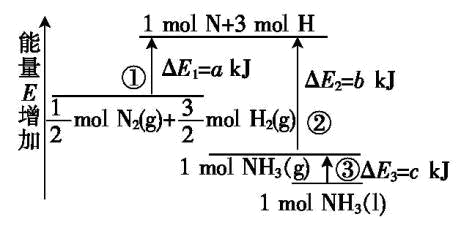 能量E增加
1 mol N+3 mol H
① ΔE₁=a kJ
ΔE₂=b kJ
1/2 mol N₂(g)+3/2 mol H₂(g) ②
1 mol NH₃(g) ③ ΔE₃=c kJ
1 mol NH₃(l)